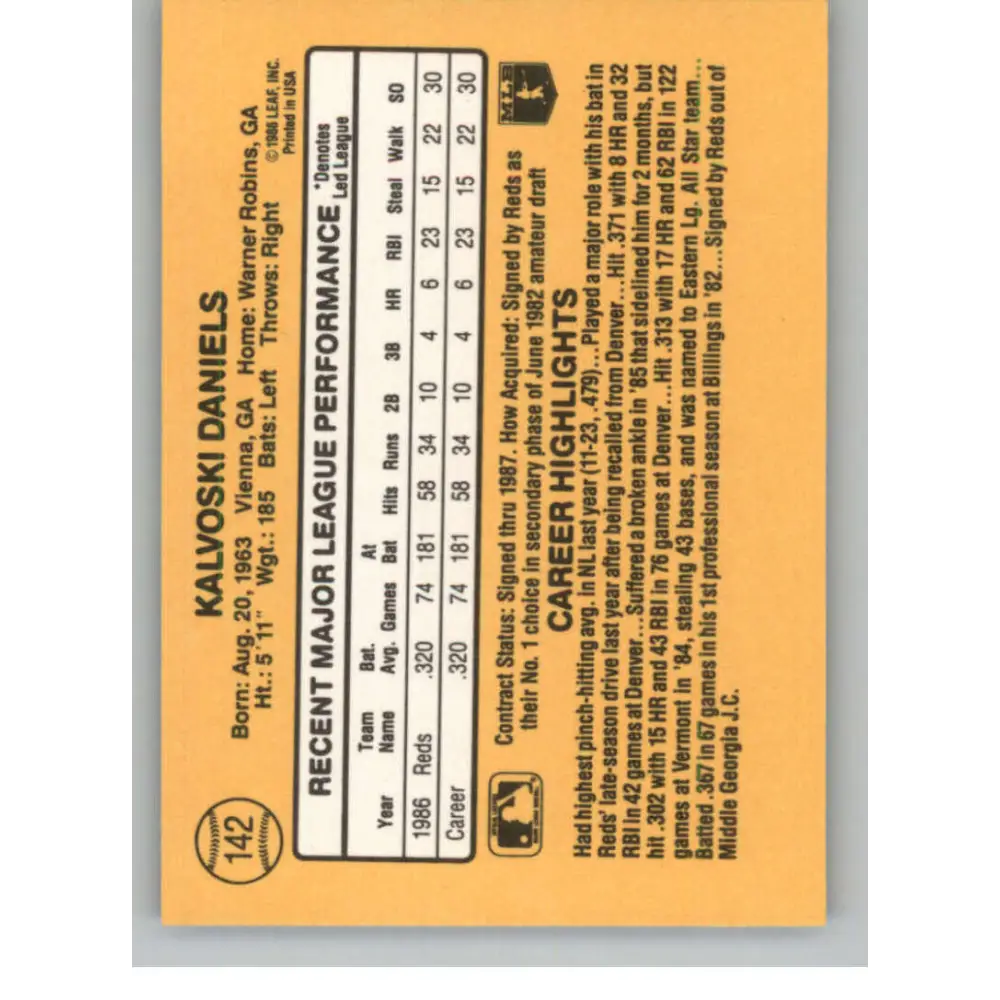 142
KALVOSKI DANIELS
Born: Aug. 20, 1963 Vienna, GA Home: Warner Robins, GA
Ht.: 5'11" Wgt.: 185 Bats: Left Throws: Right
© 1986 LEAF, INC.
Printed in USA
RECENT MAJOR LEAGUE PERFORMANCE
*Denotes
Led League
Year Team Name Bat. Avg. Games At Bat Hits Runs 2B 3B HR RBI Steal Walk SO
1986 Reds .320 74 181 58 34 10 4 6 23 15 22 30
Career .320 74 181 58 34 10 4 6 23 15 22 30
Contract Status: Signed thru 1987. How Acquired: Signed by Reds as
their No. 1 choice in secondary phase of June 1982 amateur draft
MLB
CAREER HIGHLIGHTS
Had highest pinch-hitting avg. in NL last year (11-23, .479)...Played a major role with his bat in
Reds' late-season drive last year after being recalled from Denver...Hit .371 with 8 HR and 32
RBI in 42 games at Denver...Suffered a broken ankle in '85 that sidelined him for 2 months, but
hit .302 with 15 HR and 43 RBI in 76 games at Denver...Hit .313 with 17 HR and 62 RBI in 122
games at Vermont in '84, stealing 43 bases, and was named to Eastern Lg. All Star team...
Batted .367 in 67 games in his 1st professional season at Billings in '82...Signed by Reds out of
Middle Georgia J.C.